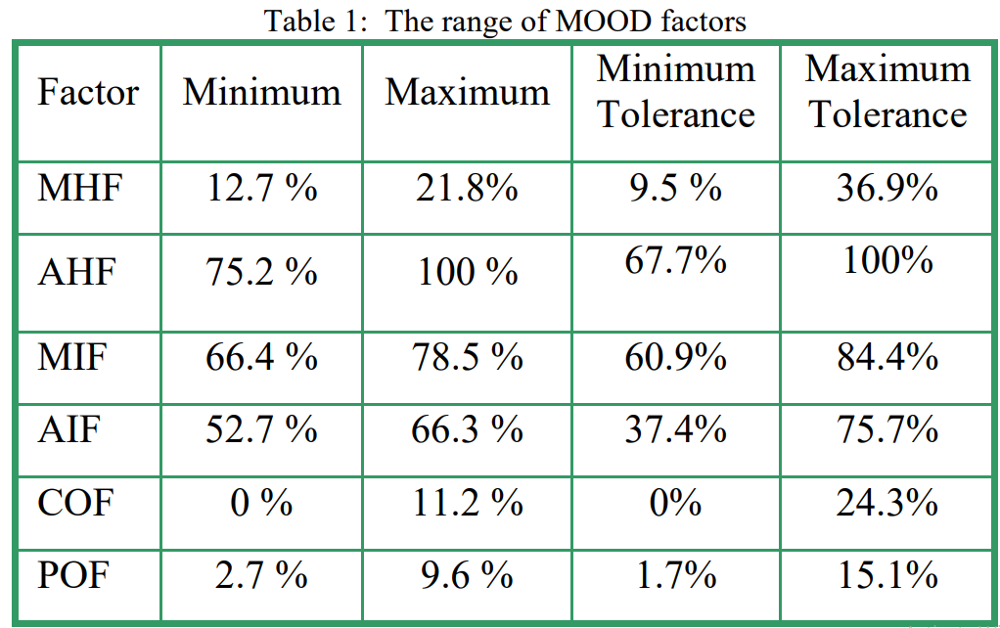 Table 1: The range of MOOD factors
Factor Minimum Maximum Minimum Tolerance Maximum Tolerance
MHF 12.7 % 21.8% 9.5 % 36.9%
AHF 75.2 % 100 % 67.7% 100%
MIF 66.4 % 78.5 % 60.9% 84.4%
AIF 52.7 % 66.3 % 37.4% 75.7%
COF 0 % 11.2 % 0% 24.3%
POF 2.7 % 9.6 % 1.7% 15.1%